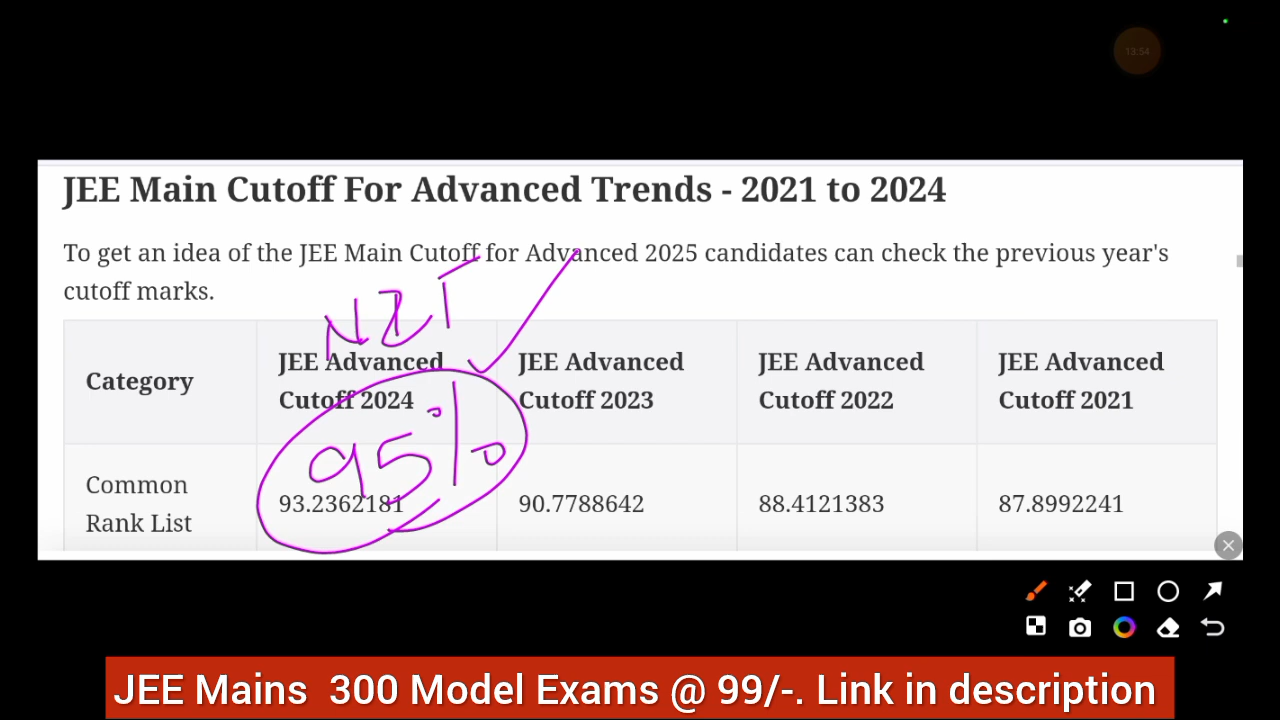 13:54
JEE Main Cutoff For Advanced Trends - 2021 to 2024
To get an idea of the JEE Main Cutoff for Advanced 2025 candidates can check the previous year's
cutoff marks.
NIT
Category
JEE Advanced
Cutoff 2024
JEE Advanced
Cutoff 2023
JEE Advanced
Cutoff 2022
JEE Advanced
Cutoff 2021
95%
Common
Rank List
93.2362181
90.7788642
88.4121383
87.8992241
JEE Mains 300 Model Exams @ 99/-. Link in description